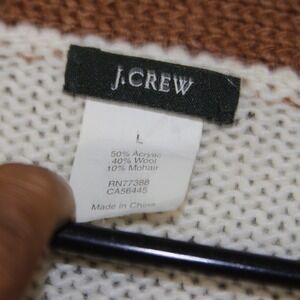 J.CREW
L
50% Acrylic
40% Wool
10% Mohair
RN77388
CA56445
Made in China